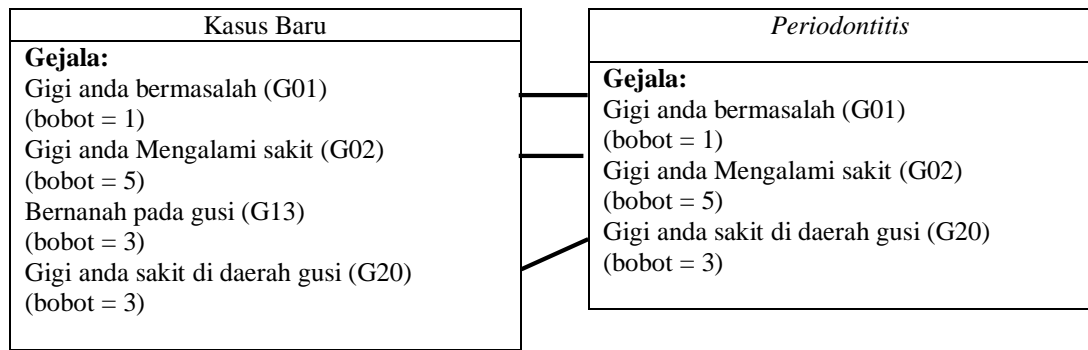 Kasus Baru
Gejala:
Gigi anda bermasalah (G01)
(bobot = 1)
Gigi anda Mengalami sakit (G02)
(bobot = 5)
Bernanah pada gusi (G13)
(bobot = 3)
Gigi anda sakit di daerah gusi (G20)
(bobot = 3)
Periodontitis
Gejala:
Gigi anda bermasalah (G01)
(bobot = 1)
Gigi anda Mengalami sakit (G02)
(bobot = 5)
Gigi anda sakit di daerah gusi (G20)
(bobot = 3)